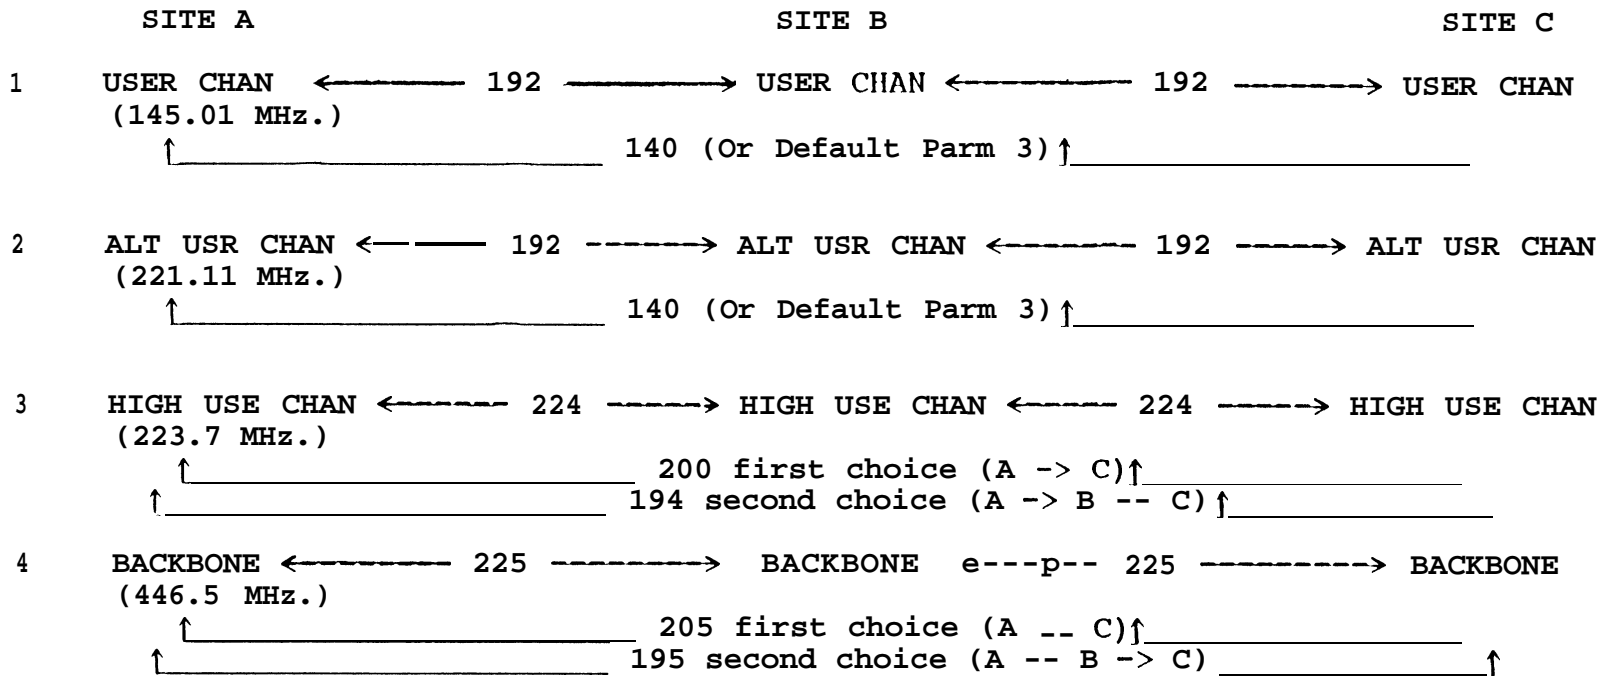 SITE A SITE B SITE C
1 USER CHAN <------ 192 ------> USER CHAN <------ 192 ------> USER CHAN
(145.01 MHz.)
140 (Or Default Parm 3)
2 ALT USR CHAN <------ 192 ------> ALT USR CHAN <------ 192 ------> ALT USR CHAN
(221.11 MHz.)
140 (Or Default Parm 3)
3 HIGH USE CHAN <------ 224 ------> HIGH USE CHAN <------ 224 ------> HIGH USE CHAN
(223.7 MHz.)
200 first choice (A -> C)
194 second choice (A -> B -- C)
4 BACKBONE <------ 225 ------> BACKBONE e---p-- 225 ------> BACKBONE
(446.5 MHz.)
205 first choice (A -- C)
195 second choice (A -- B -> C)